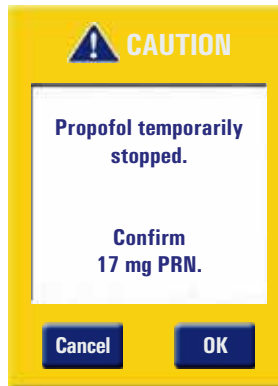 CAUTION
Propofol temporarily
stopped.
Confirm
17 mg PRN.
Cancel OK